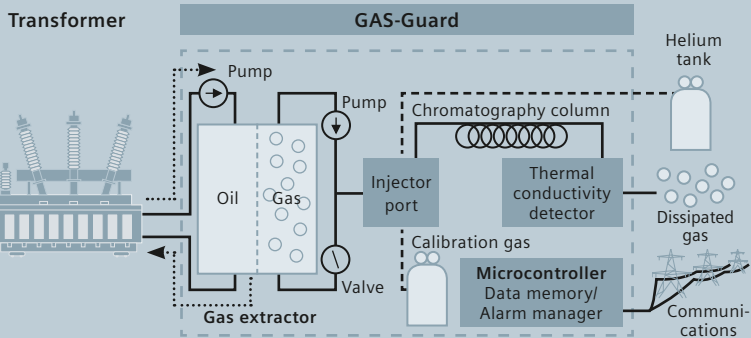 Transformer
GAS-Guard
Pump
Pump
Helium
tank
Chromatography column
Oil
Gas
Injector
port
Thermal
conductivity
detector
Dissipated
gas
Calibration gas
Microcontroller
Data memory/
Alarm manager
Valve
Gas extractor
Communi-
cations